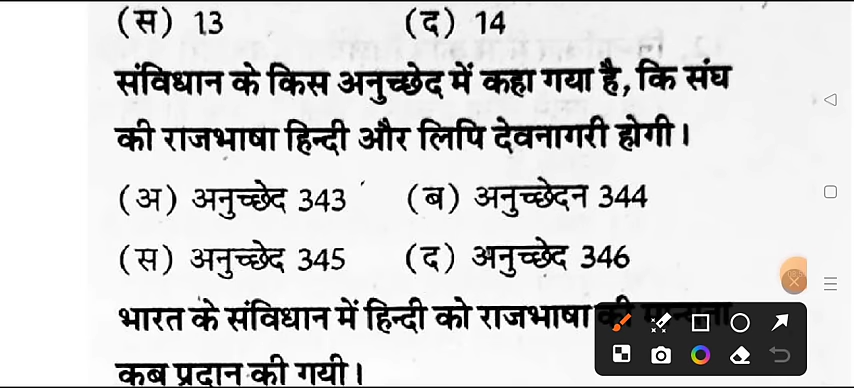 (स) 13 (द) 14
संविधान के किस अनुच्छेद में कहा गया है, कि संघ
की राजभाषा हिन्दी और लिपि देवनागरी होगी।
(अ) अनुच्छेद 343 (ब) अनुच्छेदन 344
(स) अनुच्छेद 345 (द) अनुच्छेद 346
भारत के संविधान में हिन्दी को राजभाषा की मान्यता
कब प्रदान की गयी।